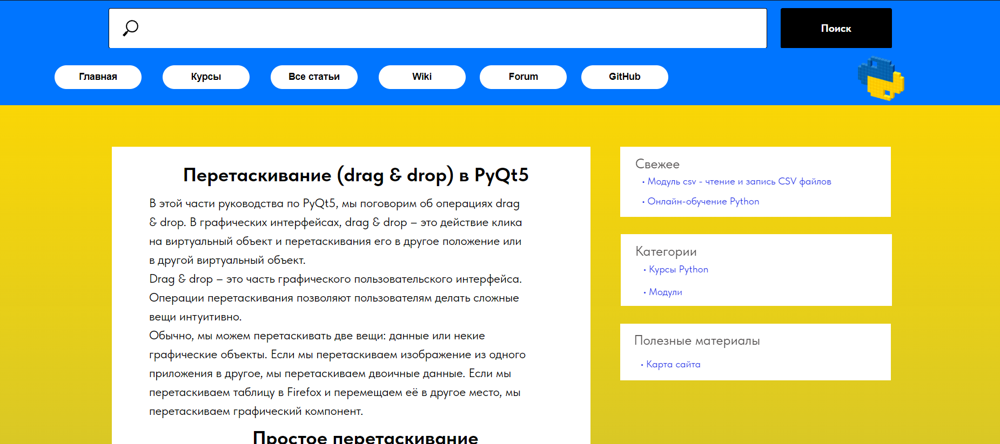 Поиск
Главная
Курсы
Все статьи
Wiki
Forum
GitHub
Перетаскивание (drag & drop) в PyQt5
В этой части руководства по PyQt5, мы поговорим об операциях drag
& drop. В графических интерфейсах, drag & drop – это действие клика
на виртуальный объект и перетаскивания его в другое положение или
в другой виртуальный объект.
Drag & drop – это часть графического пользовательского интерфейса.
Операции перетаскивания позволяют пользователям делать сложные
вещи интуитивно.
Обычно, мы можем перетаскивать две вещи: данные или некие
графические объекты. Если мы перетаскиваем изображение из одного
приложения в другое, мы перетаскиваем двоичные данные. Если мы
перетаскиваем таблицу в Firefox и перемещаем её в другое место, мы
перетаскиваем графический компонент.
Простое перетаскивание
Свежее
• Модуль csv - чтение и запись CSV файлов
• Онлайн-обучение Python
Категории
• Курсы Python
• Модули
Полезные материалы
• Карта сайта